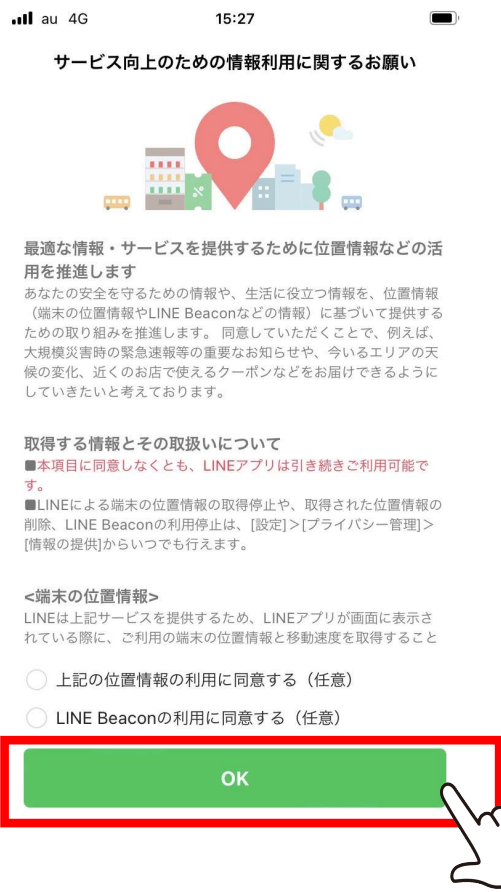 au 4G 15:27
サービス向上のための情報利用に関するお願い
最適な情報・サービスを提供するために位置情報などの活
用を推進します
あなたの安全を守るための情報や、生活に役立つ情報を、位置情報
（端末の位置情報やLINE Beaconなどの情報）に基づいて提供する
ための取り組みを推進します。 同意していただくことで、例えば、
大規模災害時の緊急速報等の重要なお知らせや、今いるエリアの天
候の変化、近くのお店で使えるクーポンなどをお届けできるように
していきたいと考えております。
取得する情報とその取扱いについて
■本項目に同意しなくとも、LINEアプリは引き続きご利用可能で
す。
■LINEによる端末の位置情報の取得停止や、取得された位置情報の
削除、LINE Beaconの利用停止は、[設定]＞[プライバシー管理]＞
[情報の提供]からいつでも行えます。
<端末の位置情報>
LINEは上記サービスを提供するため、LINEアプリが画面に表示さ
れている際に、ご利用の端末の位置情報と移動速度を取得すること
上記の位置情報の利用に同意する（任意）
LINE Beaconの利用に同意する（任意）
OK